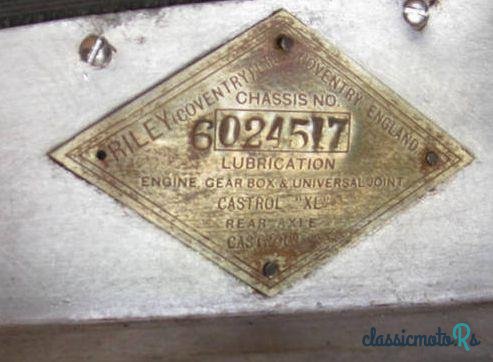 RILEY (COVENTRY) LTD. COVENTRY ENGLAND
CHASSIS NO.
6024517
LUBRICATION
ENGINE, GEAR BOX & UNIVERSAL JOINT
CASTROL "XL"
REAR AXLE
classicmotoRs